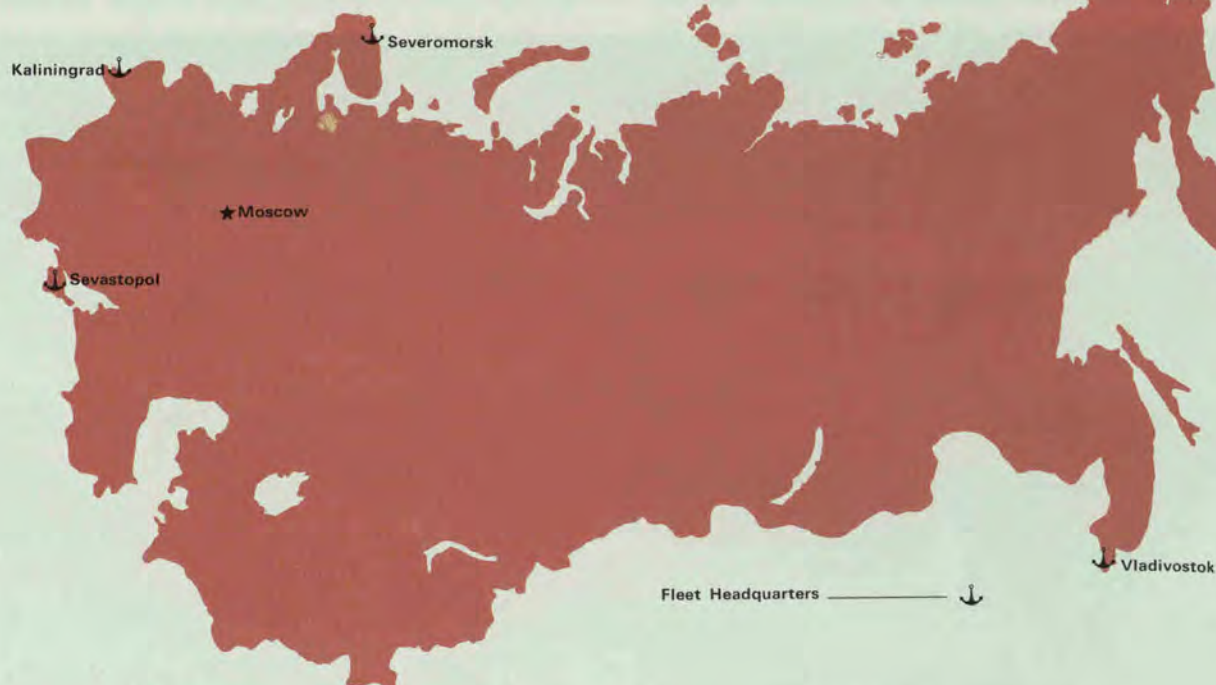 Severomorsk
Kaliningrad
Moscow
Sevastopol
Vladivostok
Fleet Headquarters